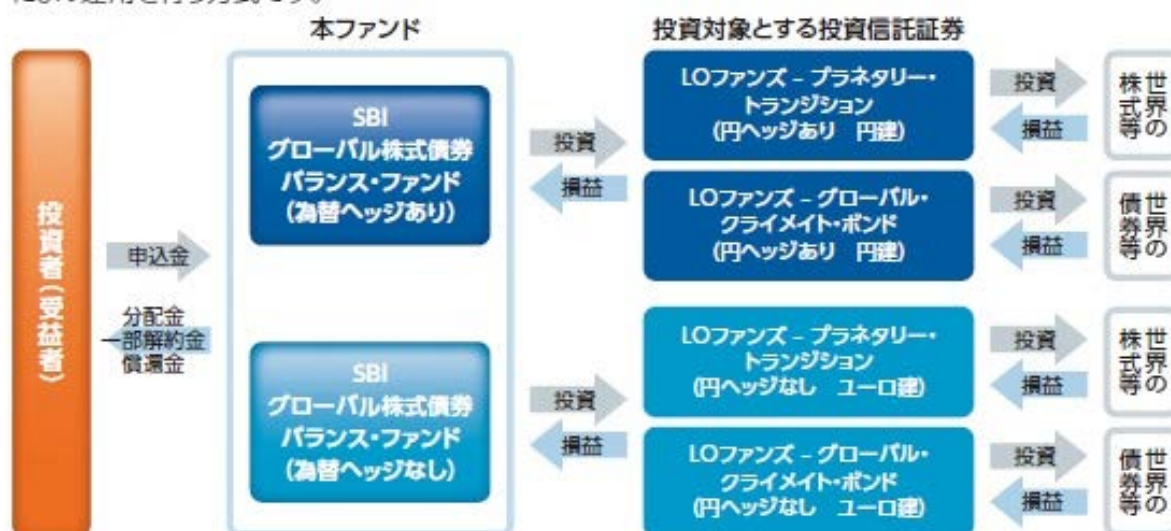 による運用を行う方式です。
本ファンド
投資対象とする投資信託証券
投資者(受益者)
申込金
分配金
一部解約金
償還金
SBI
グローバル株式債券
バランス・ファンド
(為替ヘッジあり)
投資
損益
LOファンズ – プラネタリー・
トランジション
(円ヘッジあり 円建)
投資
損益
世界の
株式等
LOファンズ – グローバル・
クライメイト・ボンド
(円ヘッジあり 円建)
投資
損益
世界の
債券等
SBI
グローバル株式債券
バランス・ファンド
(為替ヘッジなし)
投資
損益
LOファンズ – プラネタリー・
トランジション
(円ヘッジなし ユーロ建)
投資
損益
世界の
株式等
LOファンズ – グローバル・
クライメイト・ボンド
(円ヘッジなし ユーロ建)
投資
損益
世界の
債券等